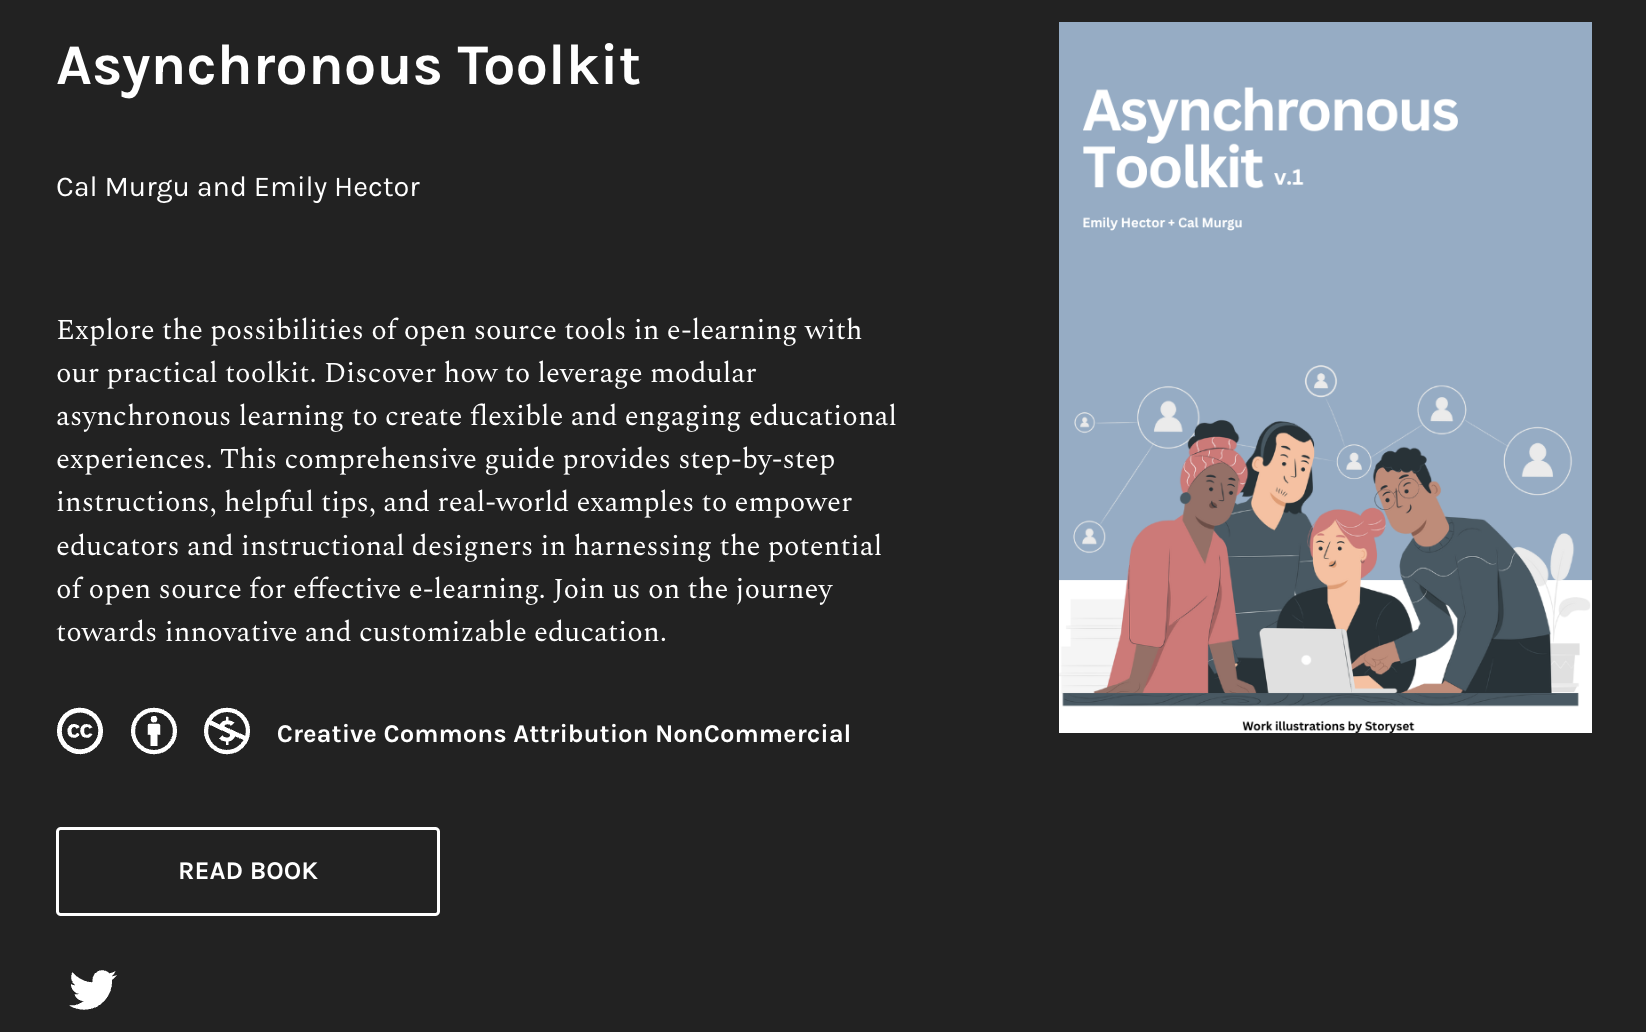 Asynchronous Toolkit
Cal Murgu and Emily Hector
Explore the possibilities of open source tools in e-learning with
our practical toolkit. Discover how to leverage modular
asynchronous learning to create flexible and engaging educational
experiences. This comprehensive guide provides step-by-step
instructions, helpful tips, and real-world examples to empower
educators and instructional designers in harnessing the potential
of open source for effective e-learning. Join us on the journey
towards innovative and customizable education.
cc
$
Creative Commons Attribution NonCommercial
READ BOOK
Asynchronous
Toolkit v.1
Emily Hector + Cal Murgu
Work illustrations by Storyset